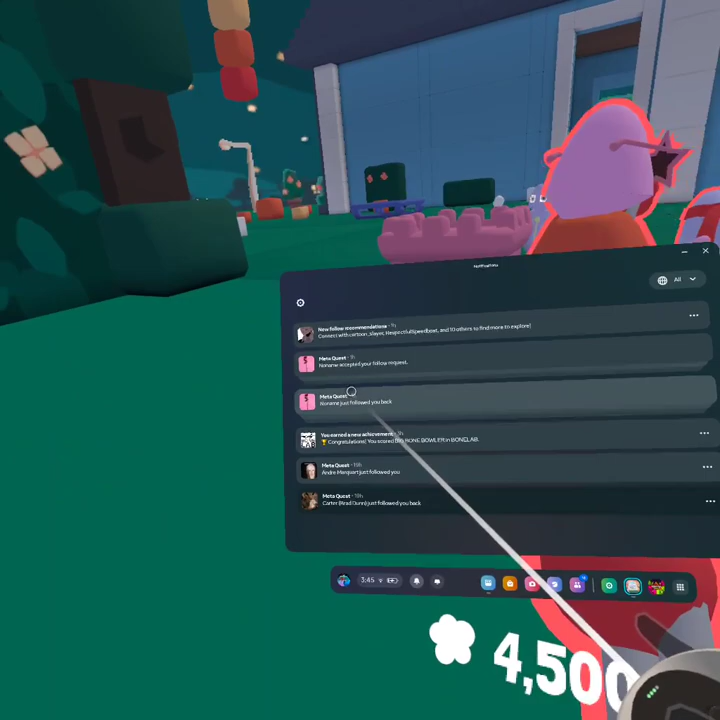 Notifications
All
New follow recommendations
Connect with cartoon_slayer, RespectfulSpeedboat, and 10 others to find more to explore!
Meta Quest
Noname accepted your follow request.
Meta Quest
Noname just followed you back
You earned a new achievement
Congratulations! You scored BIG BONE BOWLER in BONELAB.
Meta Quest
Andre Marquart just followed you
Meta Quest
Carter (Read Dunn) just followed you back
3:45
4,500